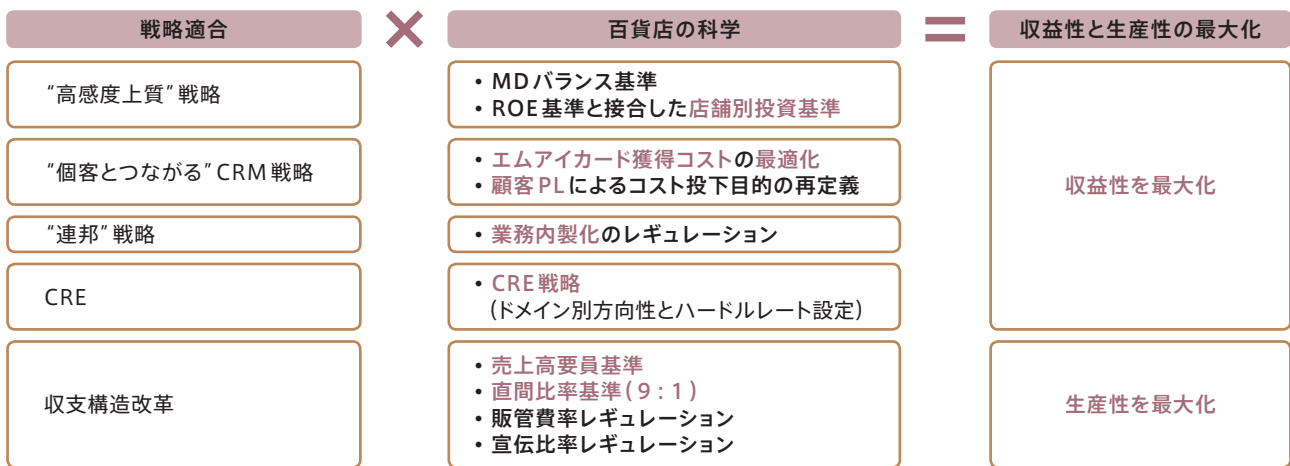 戦略適合
×
百貨店の科学
=
収益性と生産性の最大化
“高感度上質”戦略
• MDバランス基準
• ROE基準と接合した店舗別投資基準
“個客とつながる”CRM戦略
• エムアイカード獲得コストの最適化
• 顧客PLによるコスト投下目的の再定義
“連邦”戦略
• 業務内製化のレギュレーション
CRE
• CRE戦略
(ドメイン別方向性とハードルレート設定)
収益性を最大化
収支構造改革
• 売上高要員基準
• 直間比率基準(9:1)
• 販管費率レギュレーション
• 宣伝比率レギュレーション
生産性を最大化